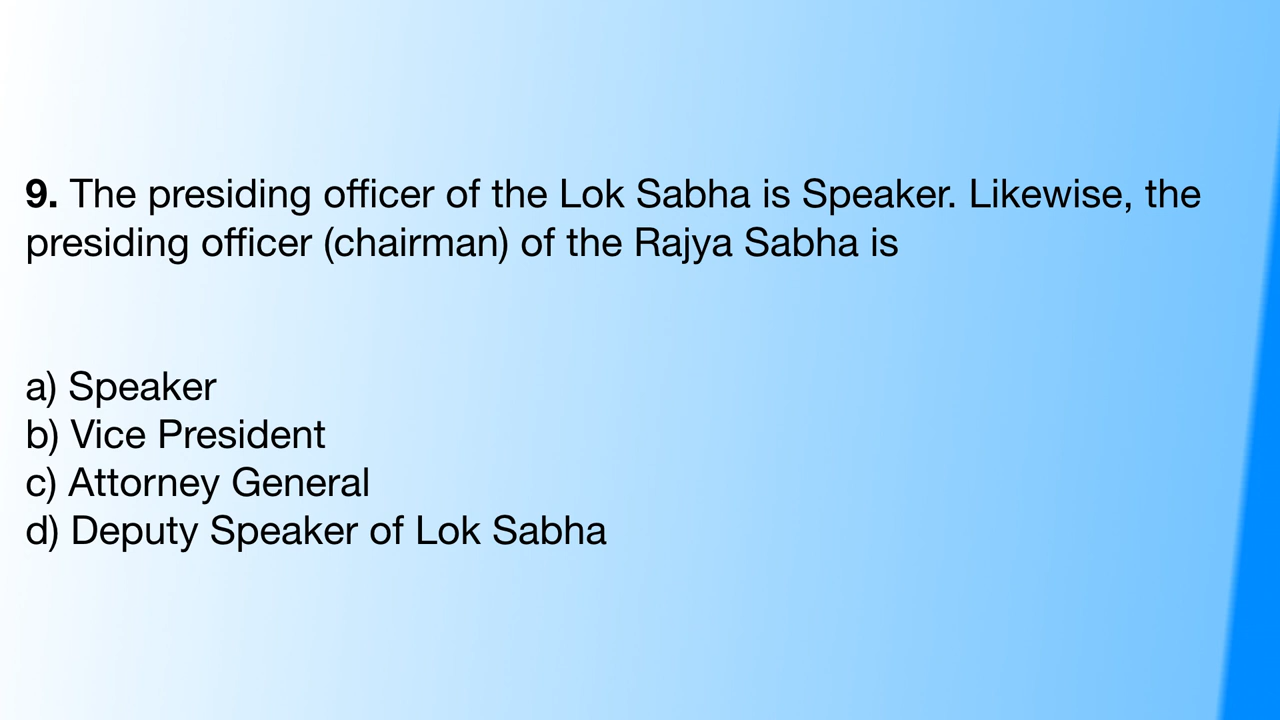 9. The presiding officer of the Lok Sabha is Speaker. Likewise, the
presiding officer (chairman) of the Rajya Sabha is
a) Speaker
b) Vice President
c) Attorney General
d) Deputy Speaker of Lok Sabha